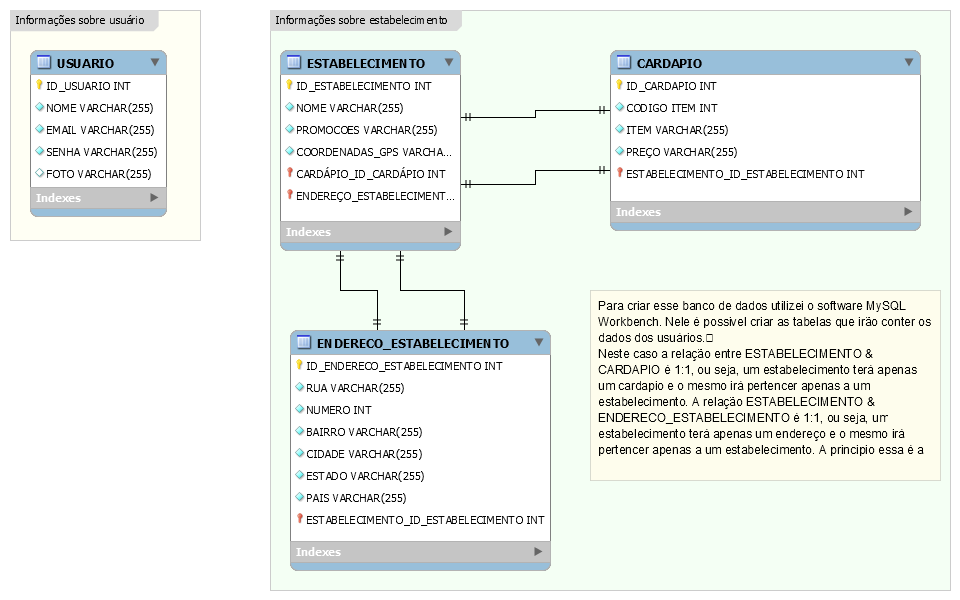 Informações sobre usuário
USUARIO
ID_USUARIO INT
NOME VARCHAR(255)
EMAIL VARCHAR(255)
SENHA VARCHAR(255)
FOTO VARCHAR(255)
Indexes
Informações sobre estabelecimento
ESTABELECIMENTO
ID_ESTABELECIMENTO INT
NOME VARCHAR(255)
PROMOCOES VARCHAR(255)
COORDENADAS_GPS VARCHA...
CARDÁPIO_ID_CARDÁPIO INT
ENDEREÇO_ESTABELECIMENT...
Indexes
CARDAPIO
ID_CARDAPIO INT
CODIGO ITEM INT
ITEM VARCHAR(255)
PREÇO VARCHAR(255)
ESTABELECIMENTO_ID_ESTABELECIMENTO INT
Indexes
ENDERECO_ESTABELECIMENTO
ID_ENDERECO_ESTABELECIMENTO INT
RUA VARCHAR(255)
NUMERO INT
BAIRRO VARCHAR(255)
CIDADE VARCHAR(255)
ESTADO VARCHAR(255)
PAIS VARCHAR(255)
ESTABELECIMENTO_ID_ESTABELECIMENTO INT
Indexes
Para criar esse banco de dados utilizei o software MySQL
Workbench. Nele é possivel criar as tabelas que irão conter os
dados dos usuários.
Neste caso a relação entre ESTABELECIMENTO &
CARDAPIO é 1:1, ou seja, um estabelecimento terá apenas
um cardapio e o mesmo irá pertencer apenas a um
estabelecimento. A relação ESTABELECIMENTO &
ENDERECO_ESTABELECIMENTO é 1:1, ou seja, um
estabelecimento terá apenas um endereço e o mesmo irá
pertencer apenas a um estabelecimento. A principio essa é a